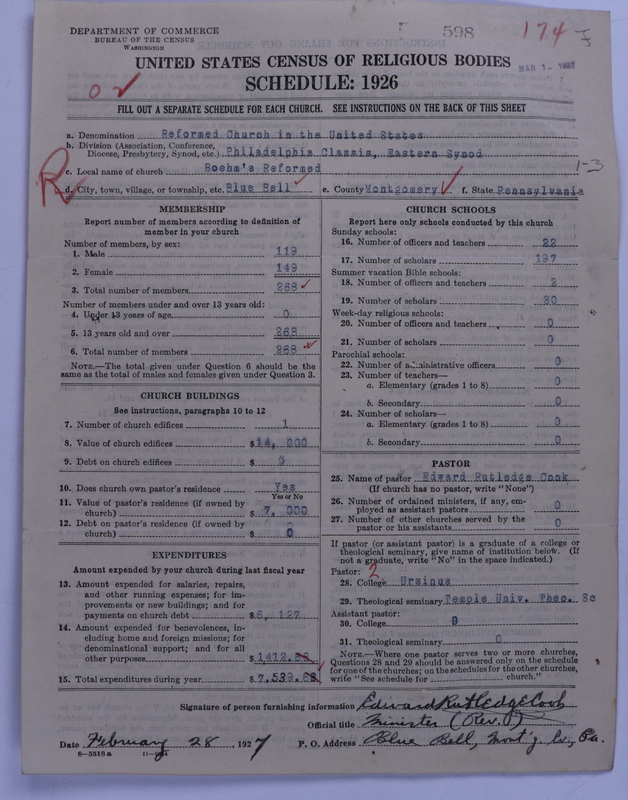 DEPARTMENT OF COMMERCE
BUREAU OF THE CENSUS
WASHINGTON
598
174
UNITED STATES CENSUS OF RELIGIOUS BODIES
MAR 1 - 1927
SCHEDULE: 1926
FILL OUT A SEPARATE SCHEDULE FOR EACH CHURCH. SEE INSTRUCTIONS ON THE BACK OF THIS SHEET
a. Denomination Reformed Church in the United States
b. Division (Association, Conference,
Diocese, Presbytery, Synod, etc.) Philadelphia Classis, Eastern Synod
c. Local name of church Boehm's Reformed
1-3
R
d. City, town, village, or township, etc. Blue Bell e. County Montgomery f. State Pennsylvania
MEMBERSHIP
Report number of members according to definition of
member in your church
Number of members, by sex:
1. Male 119
2. Female 149
3. Total number of members 268
Number of members under and over 13 years old:
4. Under 13 years of age 0
5. 13 years old and over 268
6. Total number of members 268
NOTE.—The total given under Question 6 should be
same as the total of males and females given under Question 3.
CHURCH BUILDINGS
See instructions, paragraphs 10 to 12
7. Number of church edifices 1
8. Value of church edifices $14,000
9. Debt on church edifices $ 0
10. Does church own pastor's residence Yes
Yes or No
11. Value of pastor's residence (if owned by
church) $ 7,000
12. Debt on pastor's residence (if owned by
church) $ 0
EXPENDITURES
Amount expended by your church during last fiscal year
13. Amount expended for salaries, repairs,
and other running expenses; for im-
provements or new buildings; and for
payments on church debt $6,127
14. Amount expended for benevolences, in-
cluding home and foreign missions; for
denominational support; and for all
other purposes $1412.
15. Total expenditures during year $7,539.
CHURCH SCHOOLS
Report here only schools conducted by this church
Sunday schools:
16. Number of officers and teachers 22
17. Number of scholars 197
Summer vacation Bible schools:
18. Number of officers and teachers
19. Number of scholars
Week-day religious schools:
20. Number of officers and teachers 0
21. Number of scholars 0
Parochial schools:
22. Number of administrative officers 0
23. Number of teachers—
a. Elementary (grades 1 to 8) 0
b. Secondary 0
24. Number of scholars—
a. Elementary (grades 1 to 8) 0
b. Secondary 0
PASTOR
25. Name of pastor Edward Rutledge Cook
(If church has no pastor, write "None")
26. Number of ordained ministers, if any, em-
ployed as assistant pastors 0
27. Number of other churches served by the
pastor or his assistants 0
If pastor (or assistant pastor) is a graduate of a college or
theological seminary, give name of institution below. (If
not a graduate, write "No" in the space indicated.)
Pastor: 2
28. College Ursinus
29. Theological seminary Temple Univ. Theo. Sc
Assistant pastor:
30. College 0
31. Theological seminary 0
NOTE.—Where one pastor serves two or more churches,
Questions 28 and 29 should be answered only on the schedule
for one of the churches; on the schedules for the other churches,
write "See schedule for church."
Signature of person furnishing information Edward Rutledge Cook
Official title Minister (Rev.)
Date February 28, 1927 P. O. Address Blue Bell, Mont'g. Co., Pa.
8-5518 a